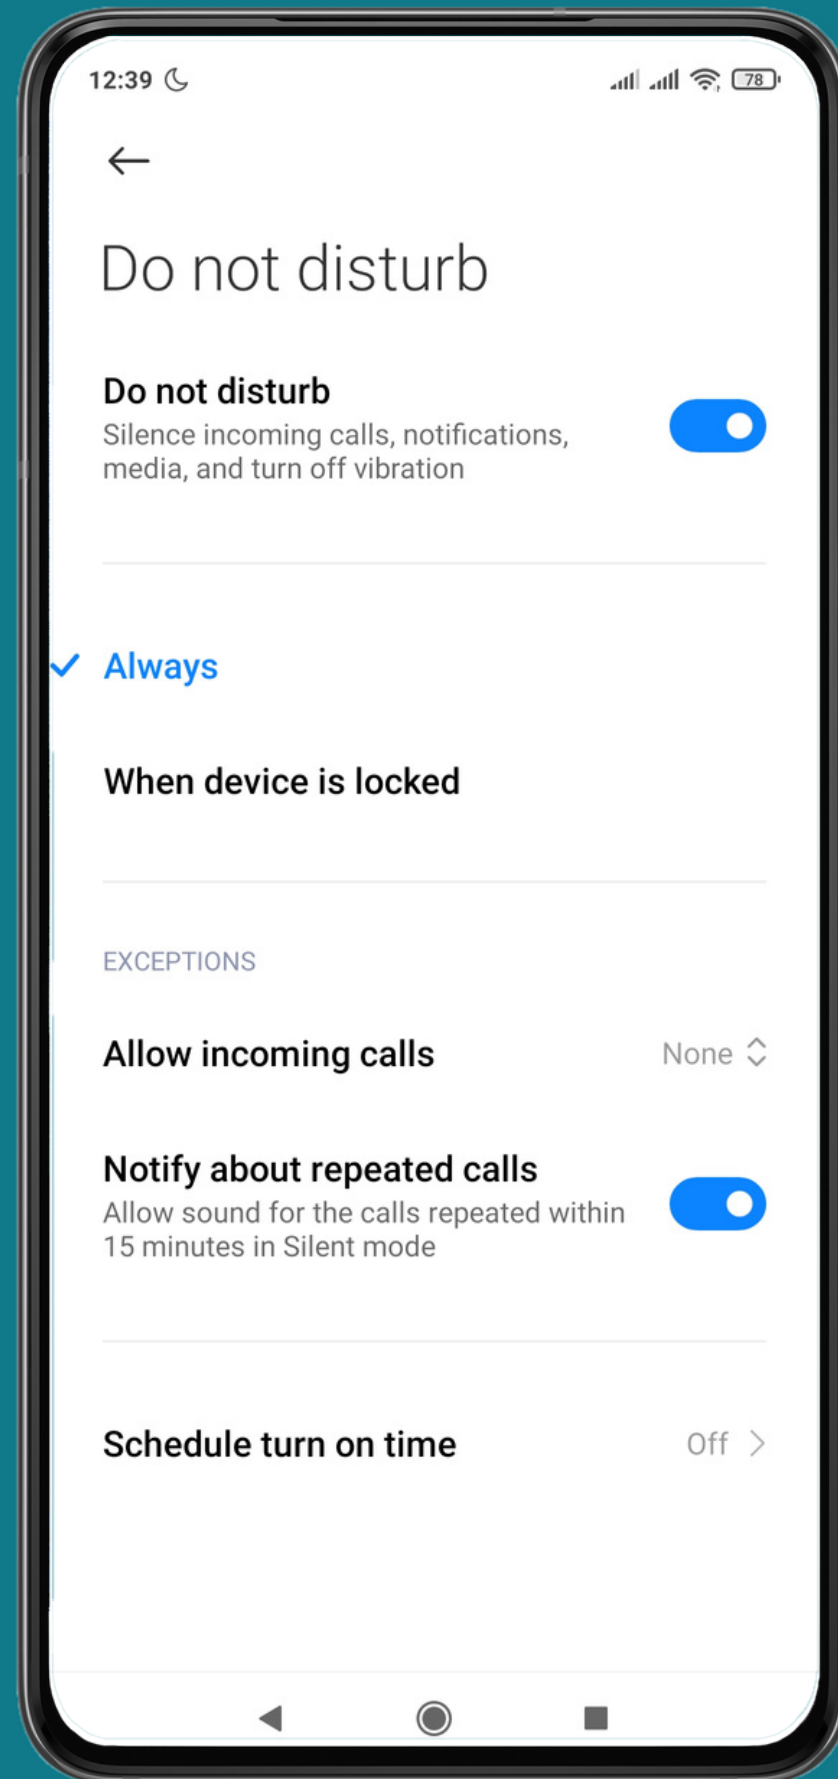 12:39
78
Do not disturb
Do not disturb
Silence incoming calls, notifications,
media, and turn off vibration
Always
When device is locked
EXCEPTIONS
Allow incoming calls
None
Notify about repeated calls
Allow sound for the calls repeated within
15 minutes in Silent mode
Schedule turn on time
Off